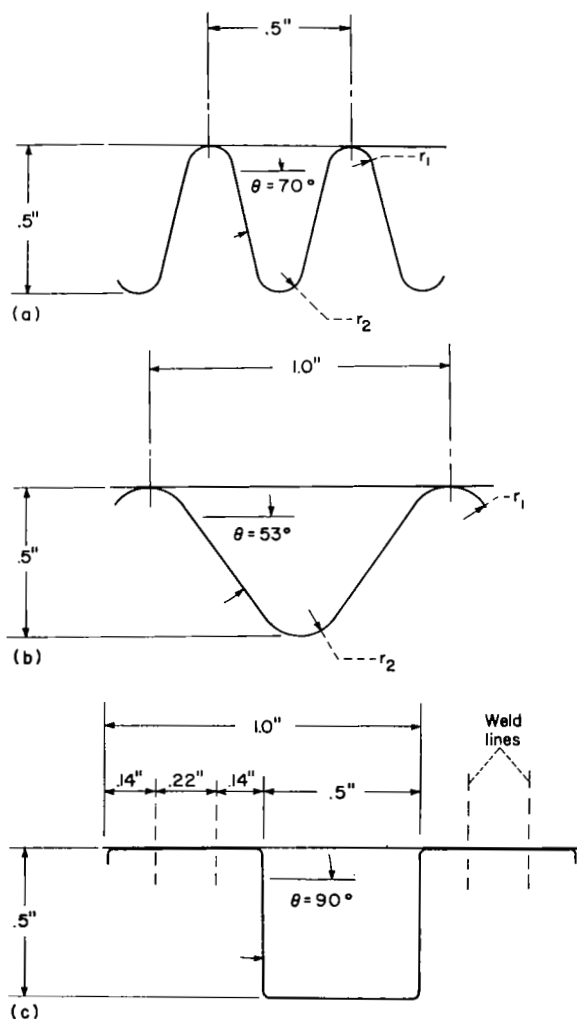 .5"
r1
θ = 70°
.5"
r2
(a)
1.0"
r1
θ = 53°
.5"
r2
(b)
1.0"
Weld
lines
.14" .22" .14" .5"
.5"
θ = 90°
(c)